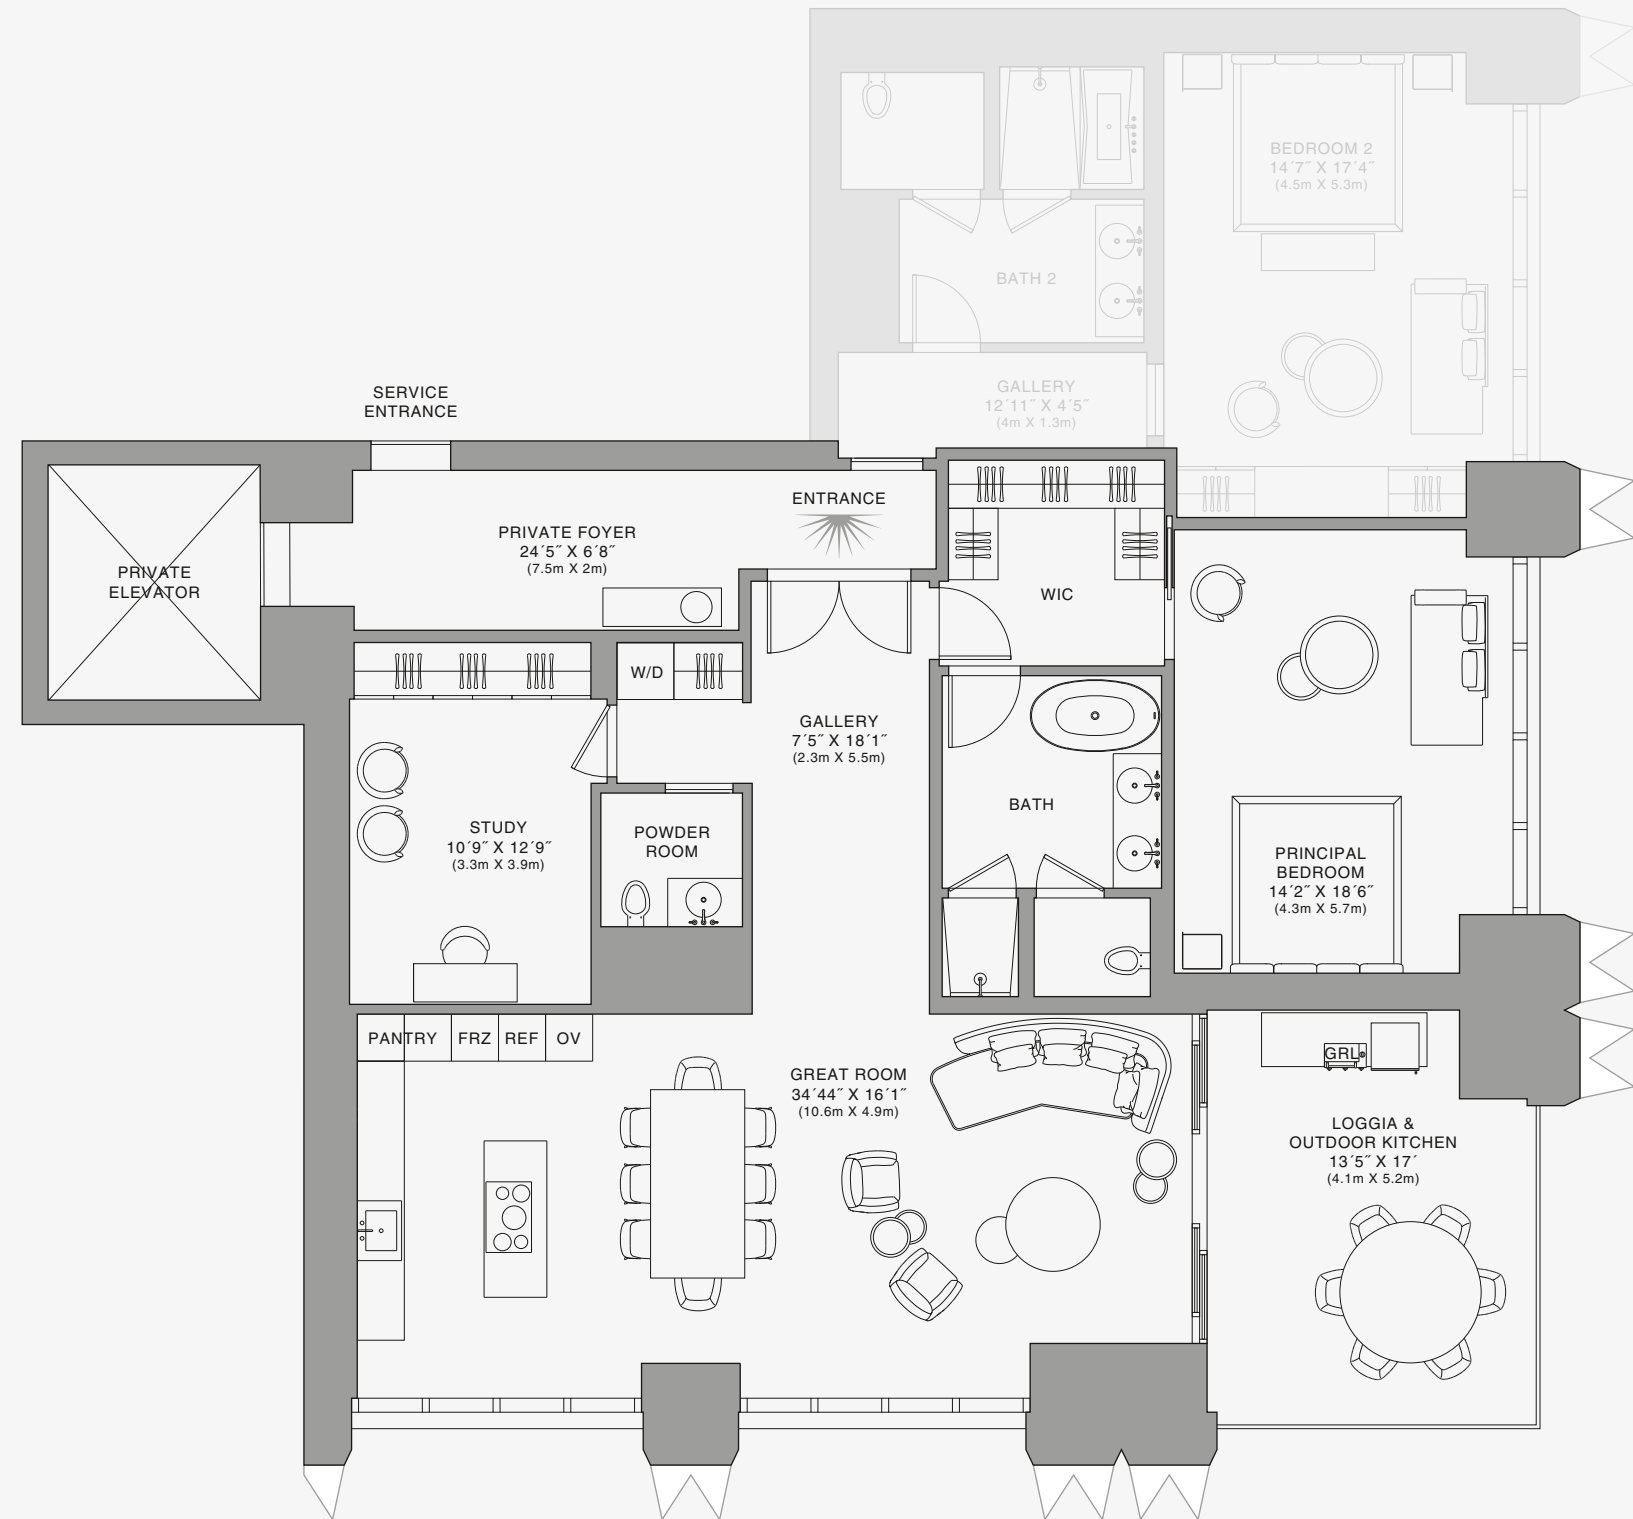 BEDROOM 2
14´7˝ X 17´4˝
(4.5m X 5.3m)
BATH 2
GALLERY
12´11˝ X 4´5˝
(4m X 1.3m)
SERVICE
ENTRANCE
ENTRANCE
PRIVATE FOYER
24´5˝ X 6´8˝
(7.5m X 2m)
PRIVATE
ELEVATOR
WIC
W/D
GALLERY
7´5˝ X 18´1˝
(2.3m X 5.5m)
BATH
STUDY
10´9˝ X 12´9˝
(3.3m X 3.9m)
POWDER
ROOM
PRINCIPAL
BEDROOM
14´2˝ X 18´6˝
(4.3m X 5.7m)
PANTRY
FRZ
REF
OV
GREAT ROOM
34´44˝ X 16´1˝
(10.6m X 4.9m)
GRL
LOGGIA &
OUTDOOR KITCHEN
13´5˝ X 17´
(4.1m X 5.2m)